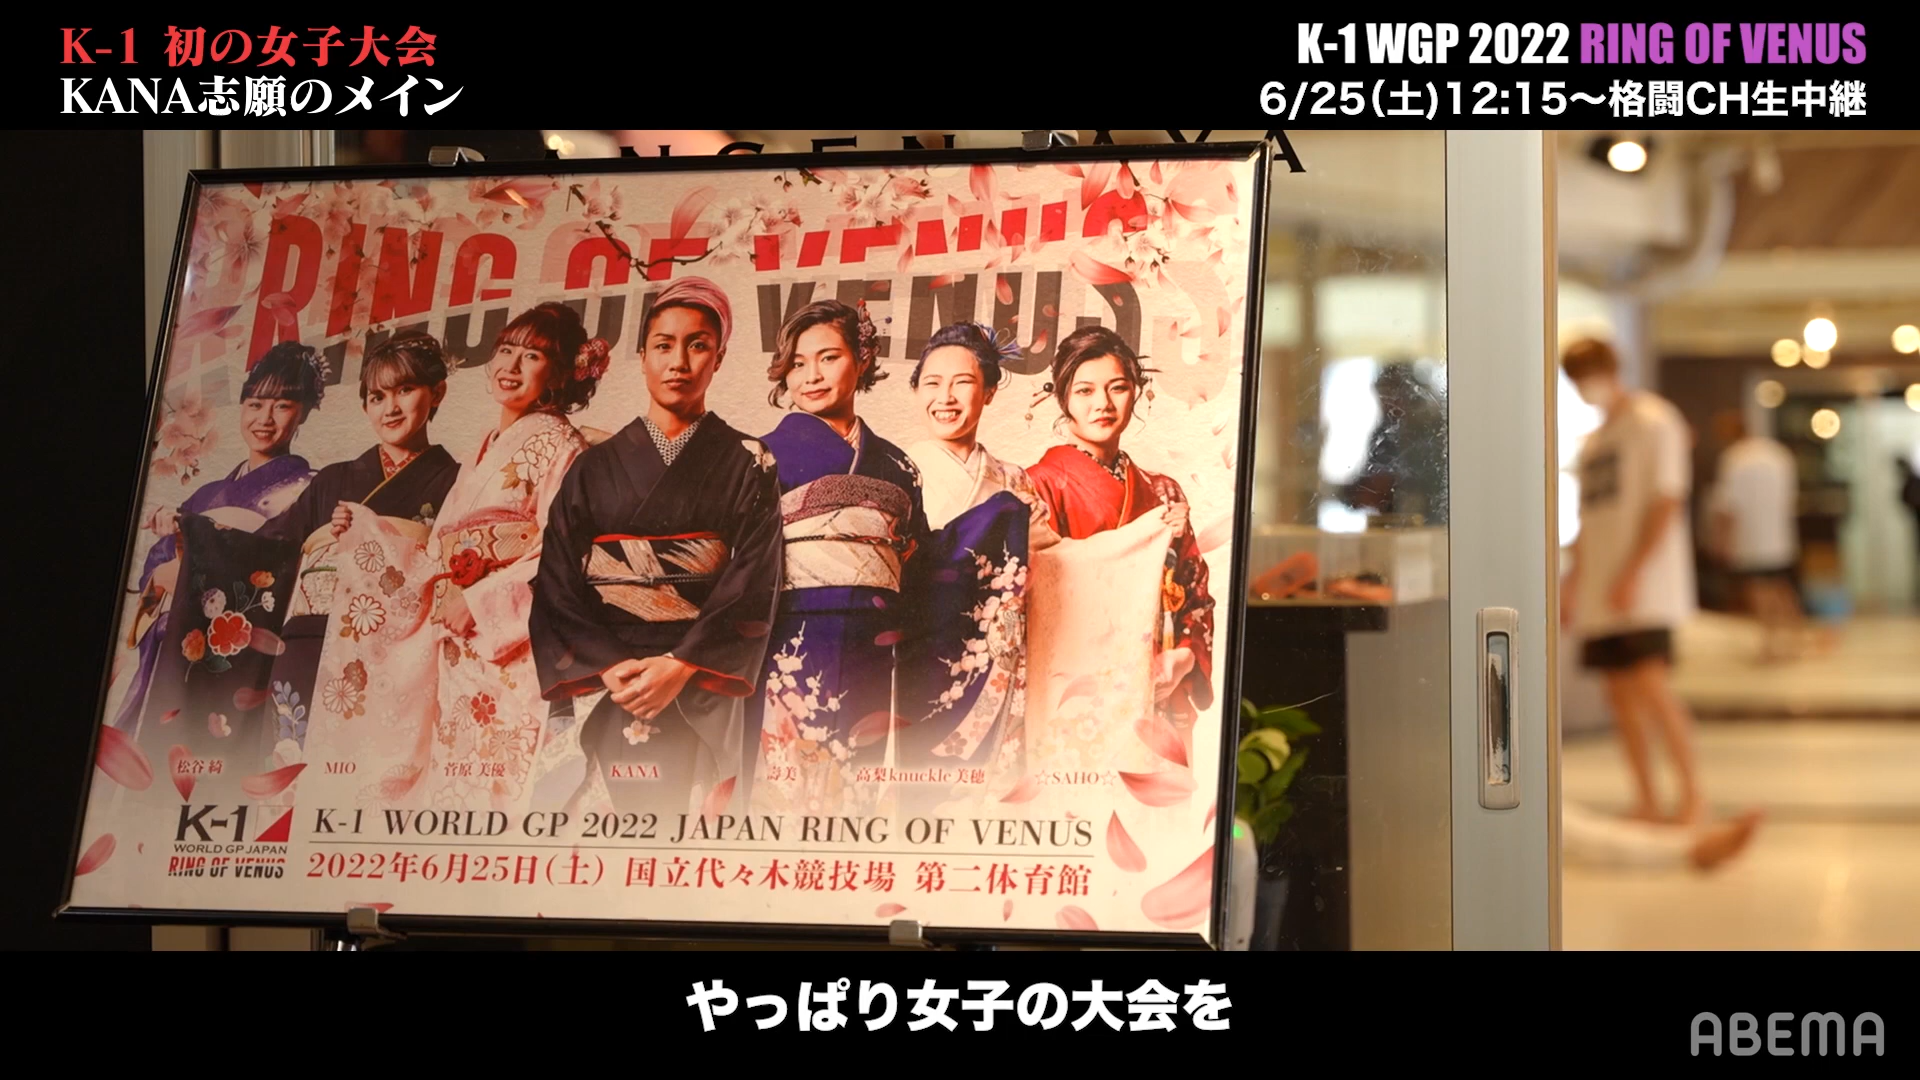 K-1 初の女子大会
KANA志願のメイン
K-1 WGP 2022 RING OF VENUS
6/25(土)12:15〜格闘CH生中継
RING OF VENUS
RING OF VENUS
松谷 綺
MIO
菅原 美優
KANA
壽美
高梨knuckle美穂
☆SAHO☆
K-1
WORLD GP JAPAN
RING OF VENUS
K-1 WORLD GP 2022 JAPAN RING OF VENUS
2022年6月25日(土) 国立代々木競技場 第二体育館
やっぱり女子の大会を
ABEMA